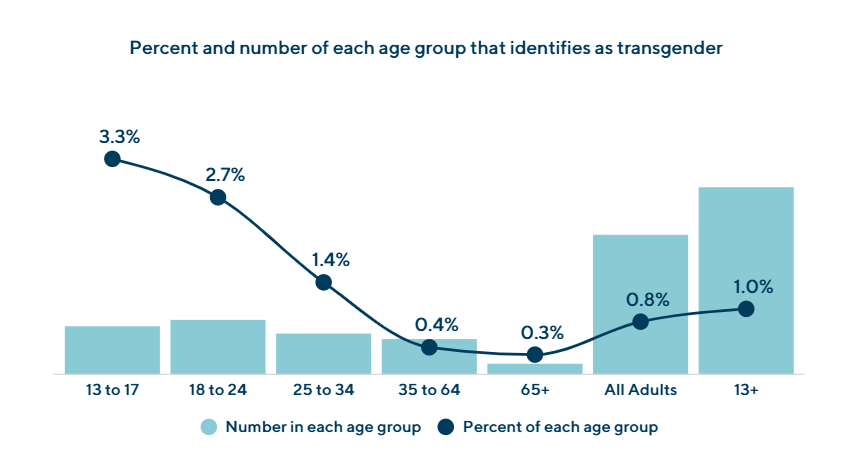 Percent and number of each age group that identifies as transgender
3.3%
2.7%
1.4%
0.4%
0.3%
0.8%
1.0%
13 to 17
18 to 24
25 to 34
35 to 64
65+
All Adults
13+
Number in each age group
Percent of each age group